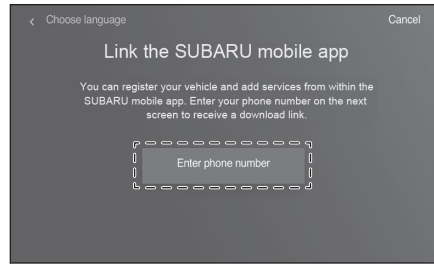 Choose language
Cancel
Link the SUBARU mobile app
You can register your vehicle and add services from within the
SUBARU mobile app. Enter your phone number on the next
screen to receive a download link.
Enter phone number